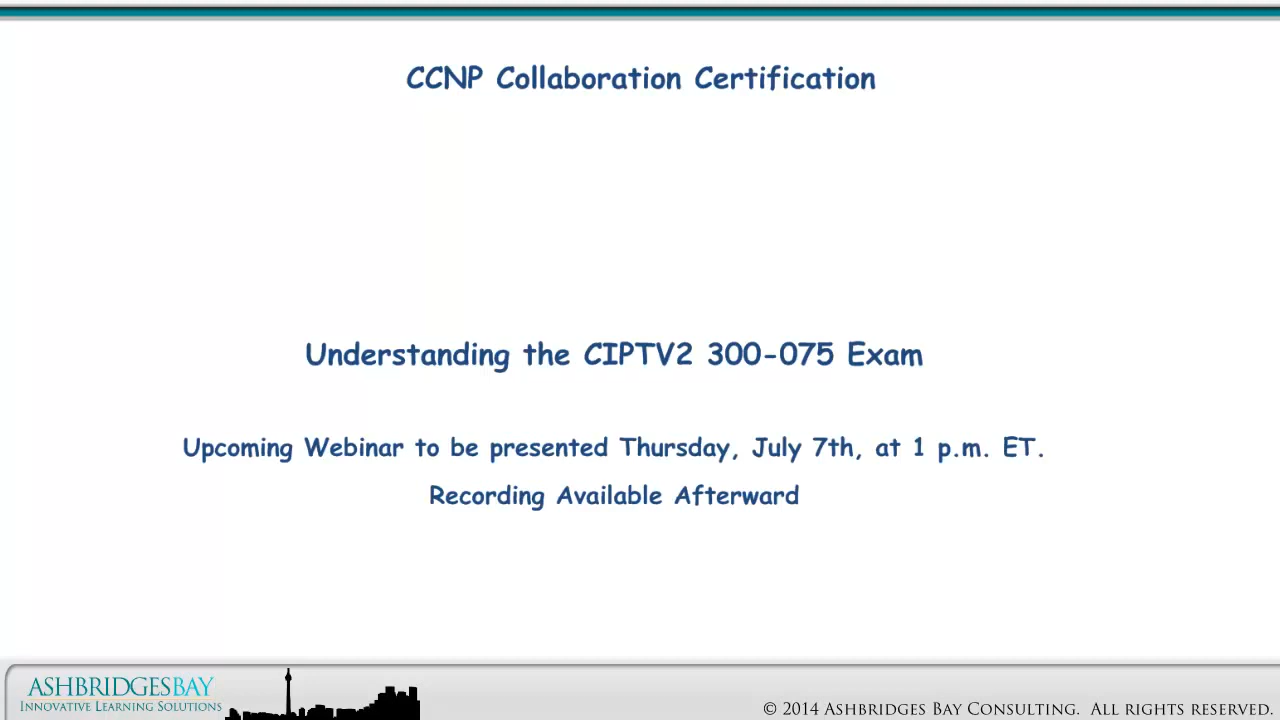 CCNP Collaboration Certification
Understanding the CIPTV2 300-075 Exam
Upcoming Webinar to be presented Thursday, July 7th, at 1 p.m. ET.
Recording Available Afterward
ASHBRIDGESBAY
INNOVATIVE LEARNING SOLUTIONS
© 2014 ASHBRIDGES BAY CONSULTING. ALL RIGHTS RESERVED.